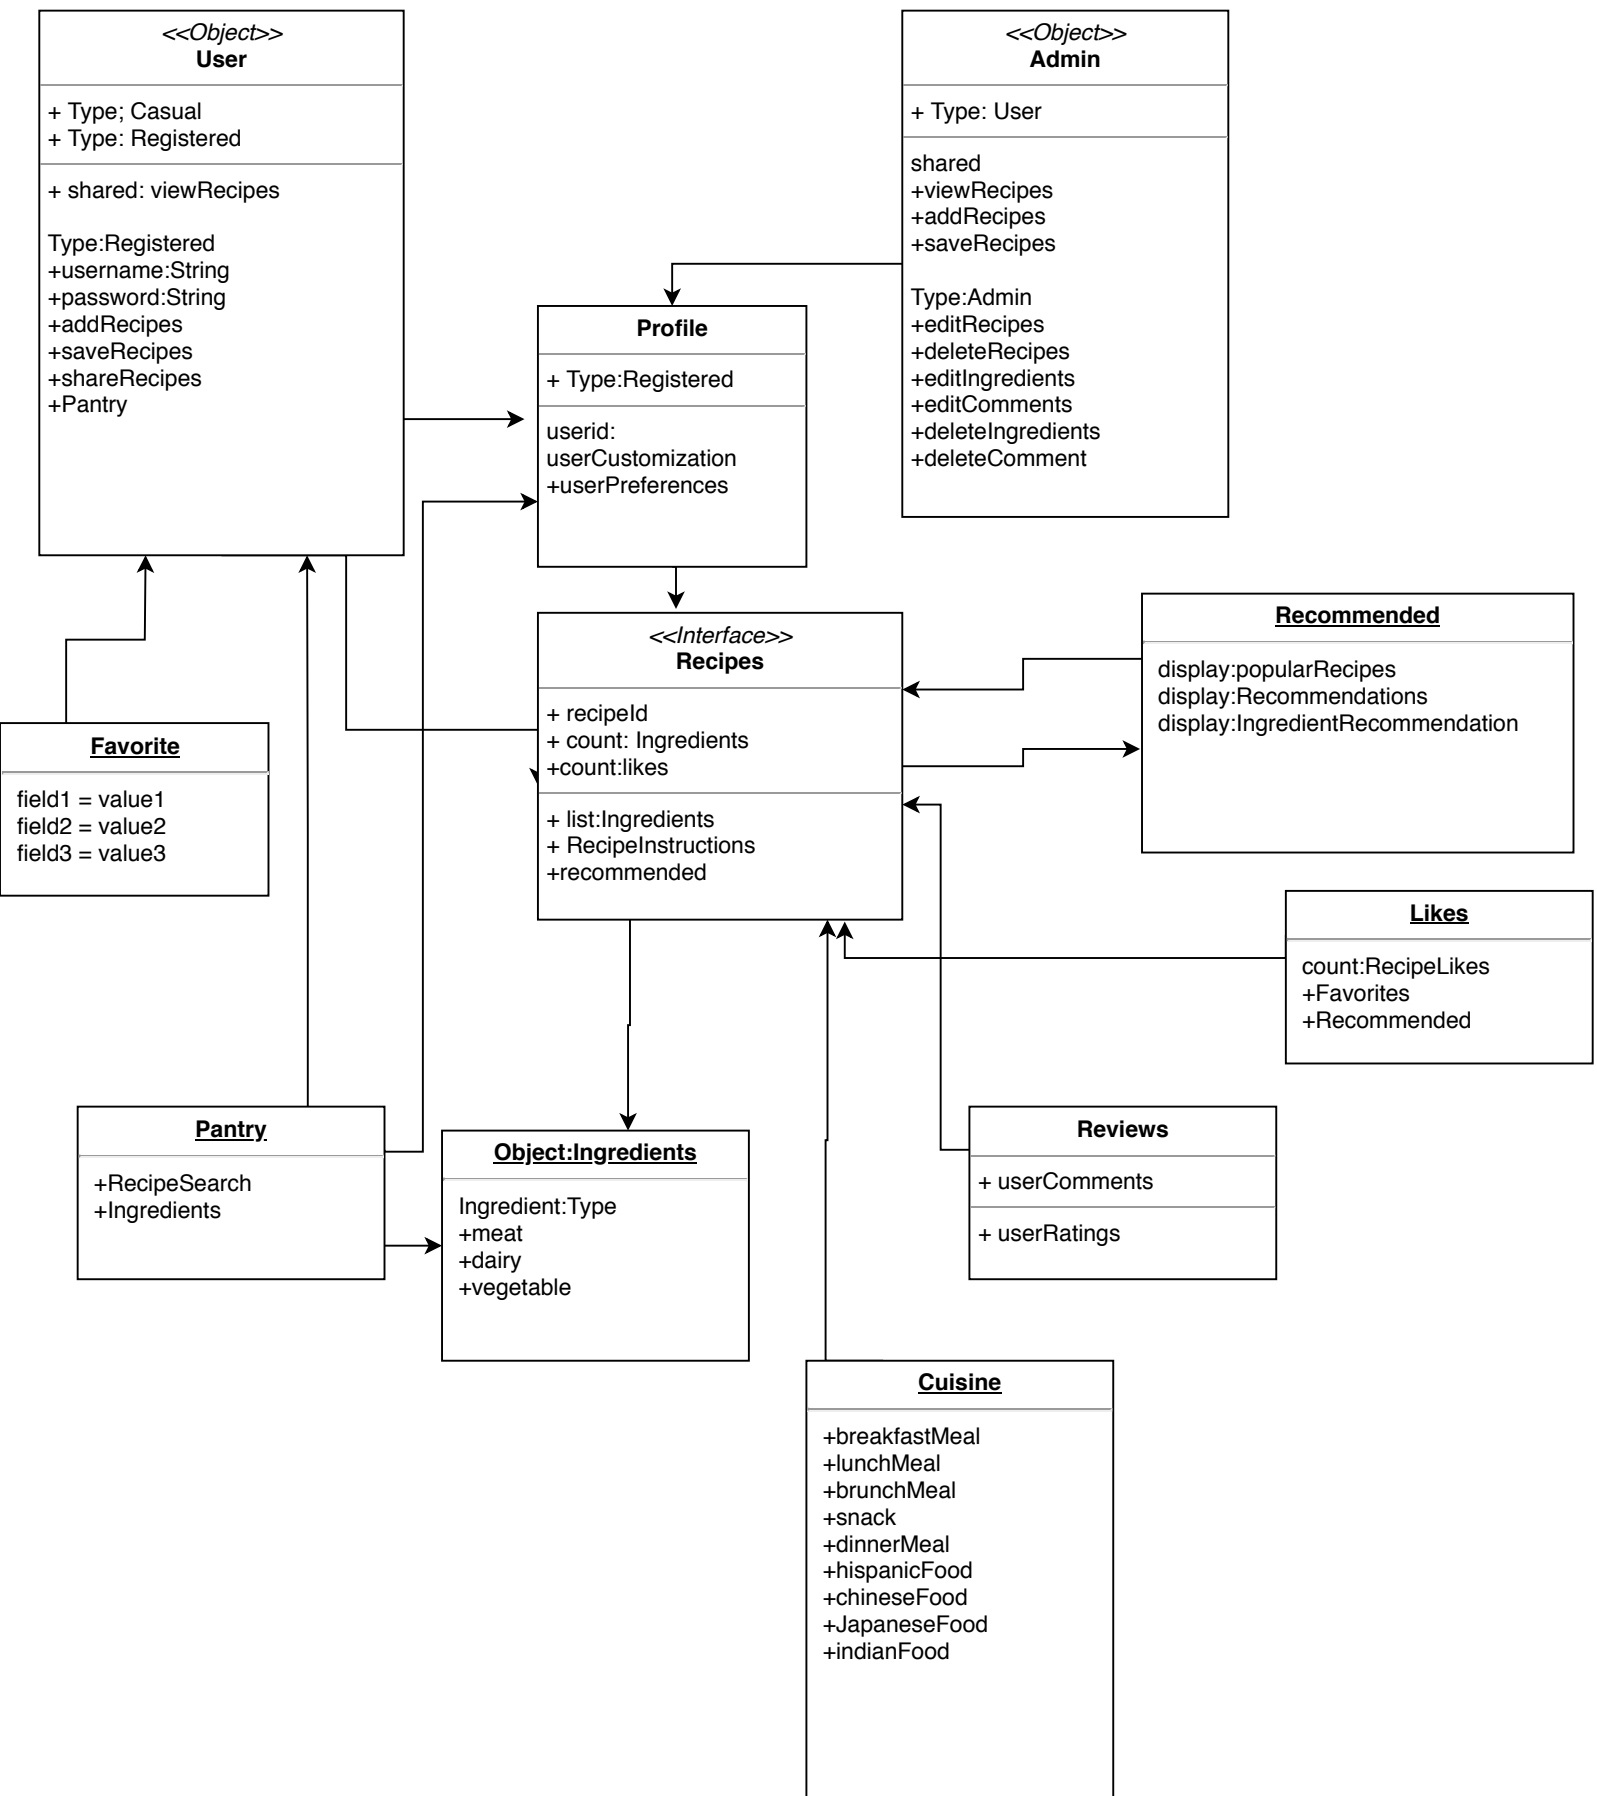 <<Object>>
User
+ Type; Casual
+ Type: Registered
+ shared: viewRecipes
Type:Registered
+username:String
+password:String
+addRecipes
+saveRecipes
+shareRecipes
+Pantry
<<Object>>
Admin
+ Type: User
shared
+viewRecipes
+addRecipes
+saveRecipes
Type:Admin
+editRecipes
+deleteRecipes
+editIngredients
+editComments
+deleteIngredients
+deleteComment
Profile
+ Type:Registered
userid:
userCustomization
+userPreferences
<<Interface>>
Recipes
+ recipeId
+ count: Ingredients
+count:likes
+ list:Ingredients
+ RecipeInstructions
+recommended
Recommended
display:popularRecipes
display:Recommendations
display:IngredientRecommendation
Favorite
field1 = value1
field2 = value2
field3 = value3
Likes
count:RecipeLikes
+Favorites
+Recommended
Pantry
+RecipeSearch
+Ingredients
Object:Ingredients
Ingredient:Type
+meat
+dairy
+vegetable
Reviews
+ userComments
+ userRatings
Cuisine
+breakfastMeal
+lunchMeal
+brunchMeal
+snack
+dinnerMeal
+hispanicFood
+chineseFood
+JapaneseFood
+indianFood